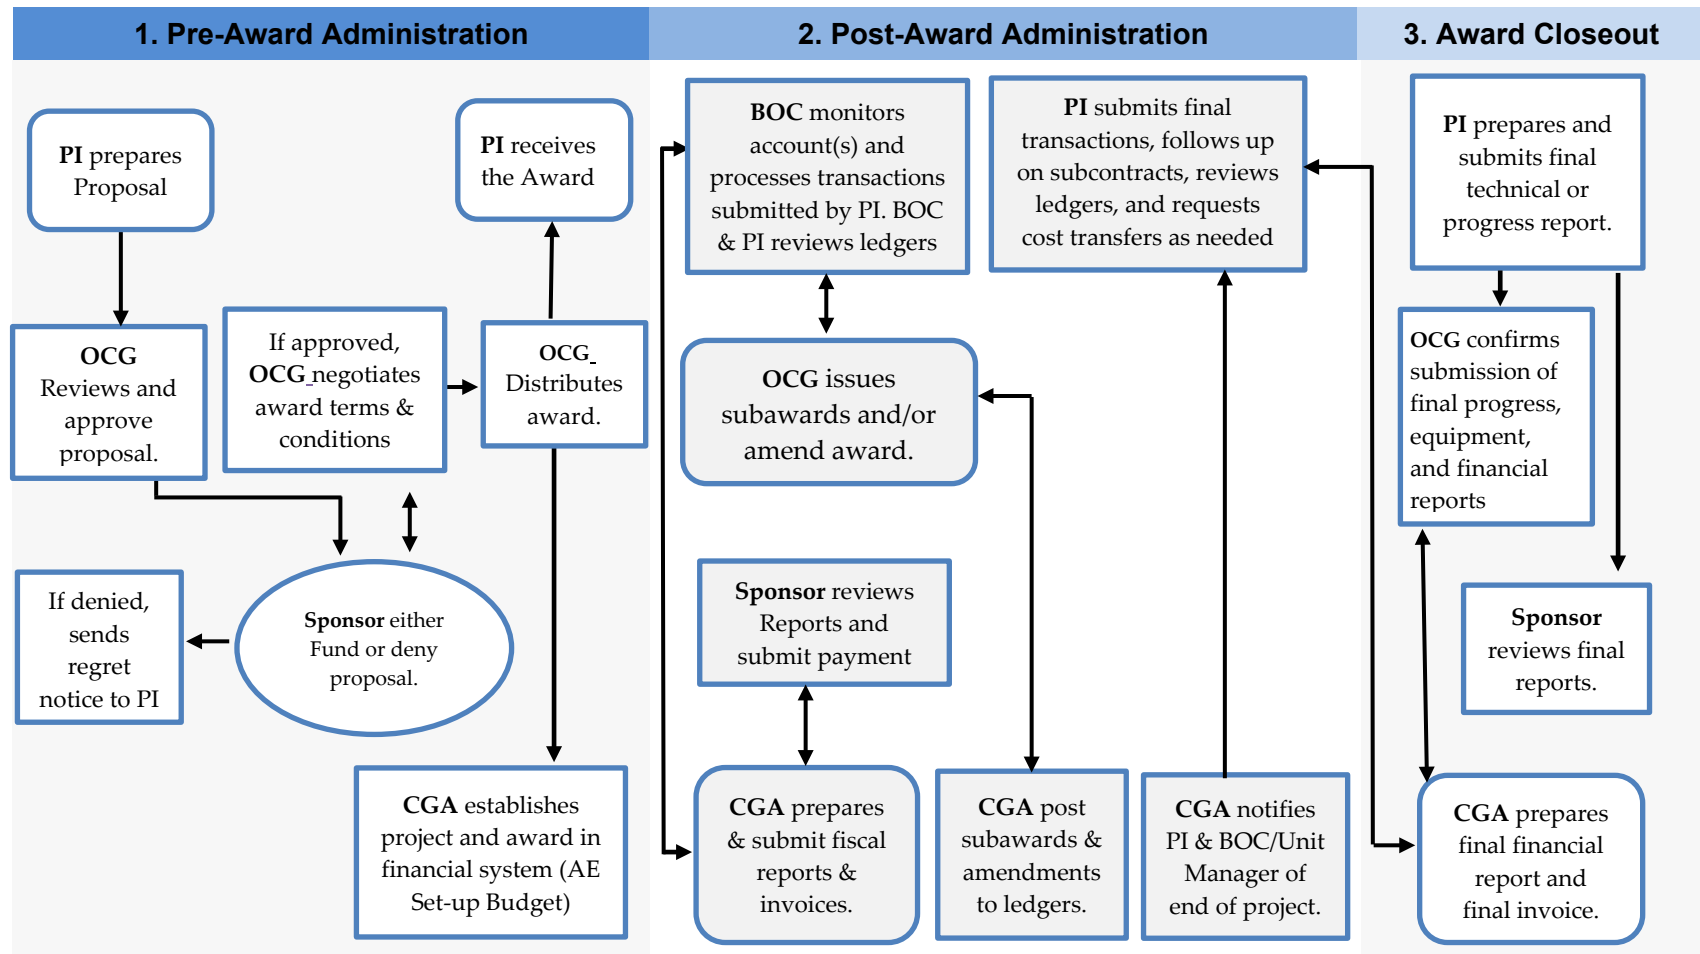 1. Pre-Award Administration
2. Post-Award Administration
3. Award Closeout
PI prepares
Proposal
PI receives
the Award
OCG
Reviews and
approve
proposal.
If approved,
OCG negotiates
award terms &
conditions
OCG
Distributes
award.
If denied,
sends
regret
notice to PI
Sponsor either
Fund or deny
proposal.
CGA establishes
project and award in
financial system (AE
Set-up Budget)
BOC monitors
account(s) and
processes transactions
submitted by PI. BOC
& PI reviews ledgers
PI submits final
transactions, follows up
on subcontracts, reviews
ledgers, and requests
cost transfers as needed
OCG issues
subawards and/or
amend award.
Sponsor reviews
Reports and
submit payment
CGA prepares
& submit fiscal
reports &
invoices.
CGA post
subawards &
amendments
to ledgers.
CGA notifies
PI & BOC/Unit
Manager of
end of project.
PI prepares and
submits final
technical or
progress report.
OCG confirms
submission of
final progress,
equipment,
and financial
reports
Sponsor
reviews final
reports.
CGA prepares
final financial
report and
final invoice.